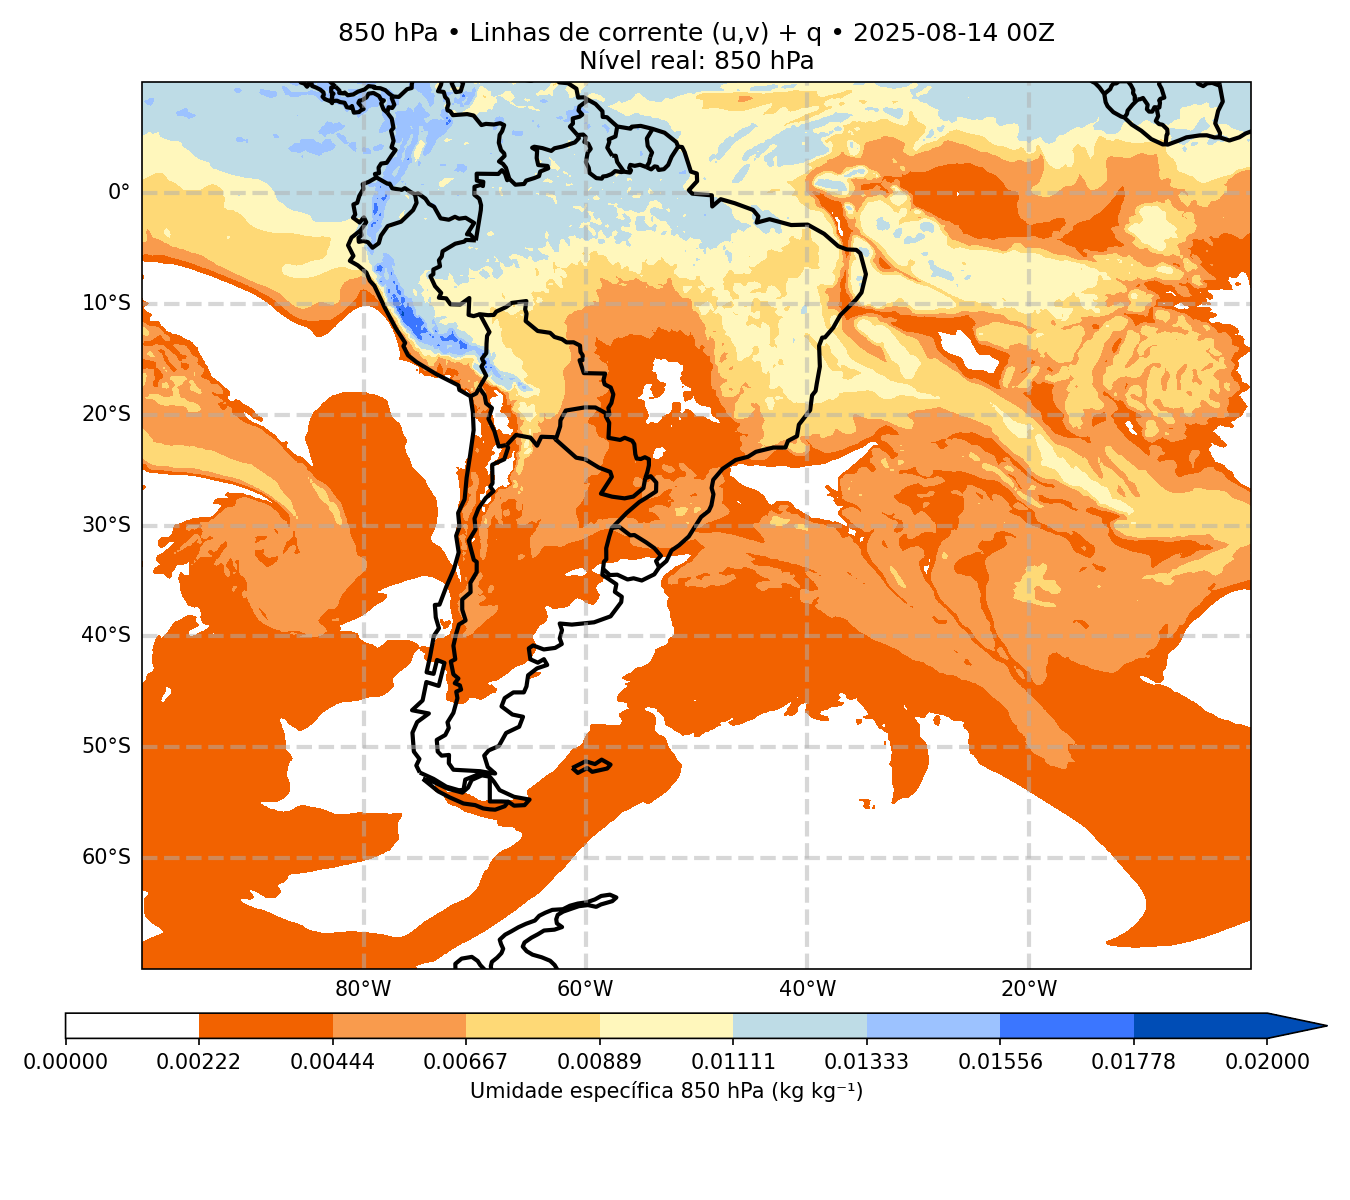 850 hPa • Linhas de corrente (u,v) + q • 2025-08-14 00Z
Nível real: 850 hPa
0°
10°S
20°S
30°S
40°S
50°S
60°S
80°W 60°W 40°W 20°W
0.00000 0.00222 0.00444 0.00667 0.00889 0.01111 0.01333 0.01556 0.01778 0.02000
Umidade específica 850 hPa (kg kg⁻¹)